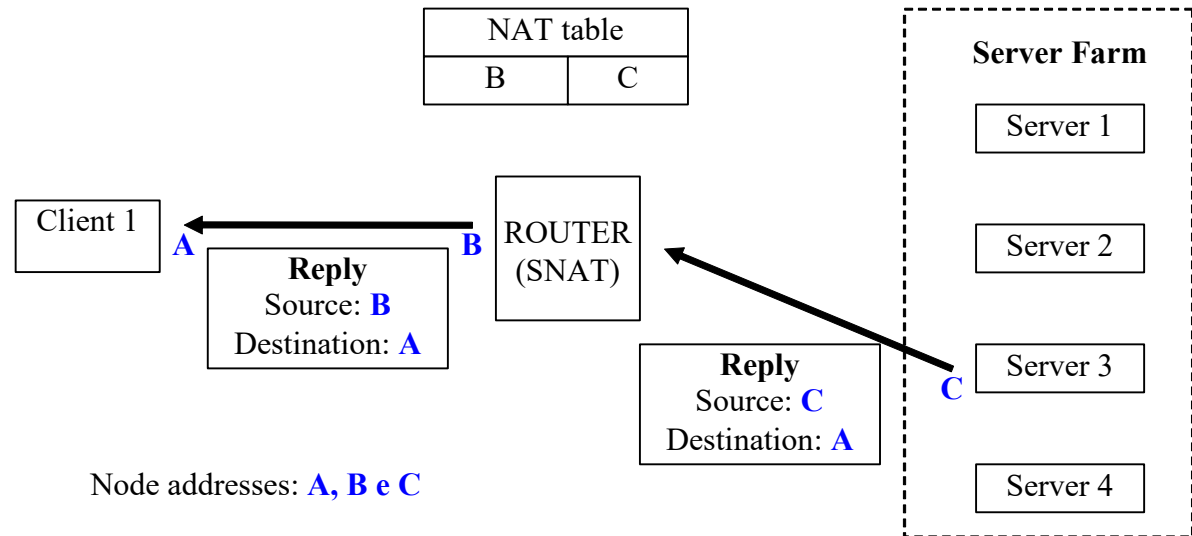 NAT table
B C
Server Farm
Server 1
Client 1
A
B
ROUTER
(SNAT)
Server 2
Reply
Source: B
Destination: A
Reply
Source: C
Destination: A
C
Server 3
Node addresses: A, B e C
Server 4